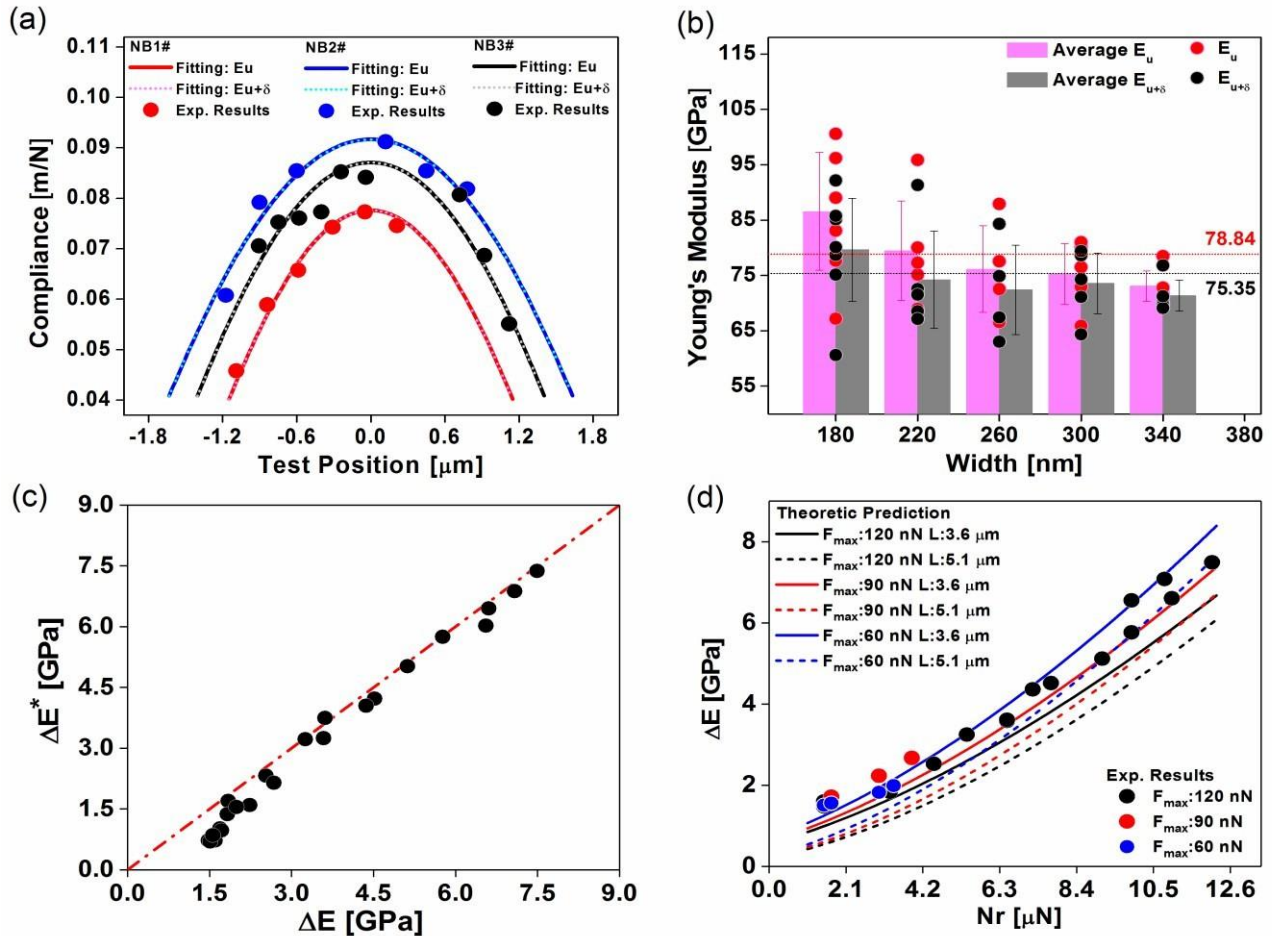 (a)
NB1# NB2# NB3#
Fitting: Eu Fitting: Eu Fitting: Eu
Fitting: Eu+δ Fitting: Eu+δ Fitting: Eu+δ
Exp. Results Exp. Results Exp. Results
0.11
0.10
0.09
0.08
0.07
0.06
0.05
0.04
Compliance [m/N]
-1.8 -1.2 -0.6 0.0 0.6 1.2 1.8
Test Position [μm]
(b)
Average Eu Eu
Average Eu+δ Eu+δ
115
105
95
85
75
65
55
Young's Modulus [GPa]
78.84
75.35
180 220 260 300 340 380
Width [nm]
(c)
9.0
7.5
6.0
4.5
3.0
1.5
0.0
ΔE* [GPa]
0.0 1.5 3.0 4.5 6.0 7.5 9.0
ΔE [GPa]
(d)
Theoretic Prediction
Fmax:120 nN L:3.6 μm
Fmax:120 nN L:5.1 μm
Fmax:90 nN L:3.6 μm
Fmax:90 nN L:5.1 μm
Fmax:60 nN L:3.6 μm
Fmax:60 nN L:5.1 μm
8
6
4
2
0
ΔE [GPa]
Exp. Results
Fmax:120 nN
Fmax:90 nN
Fmax:60 nN
0.0 2.1 4.2 6.3 8.4 10.5 12.6
Nr [μN]